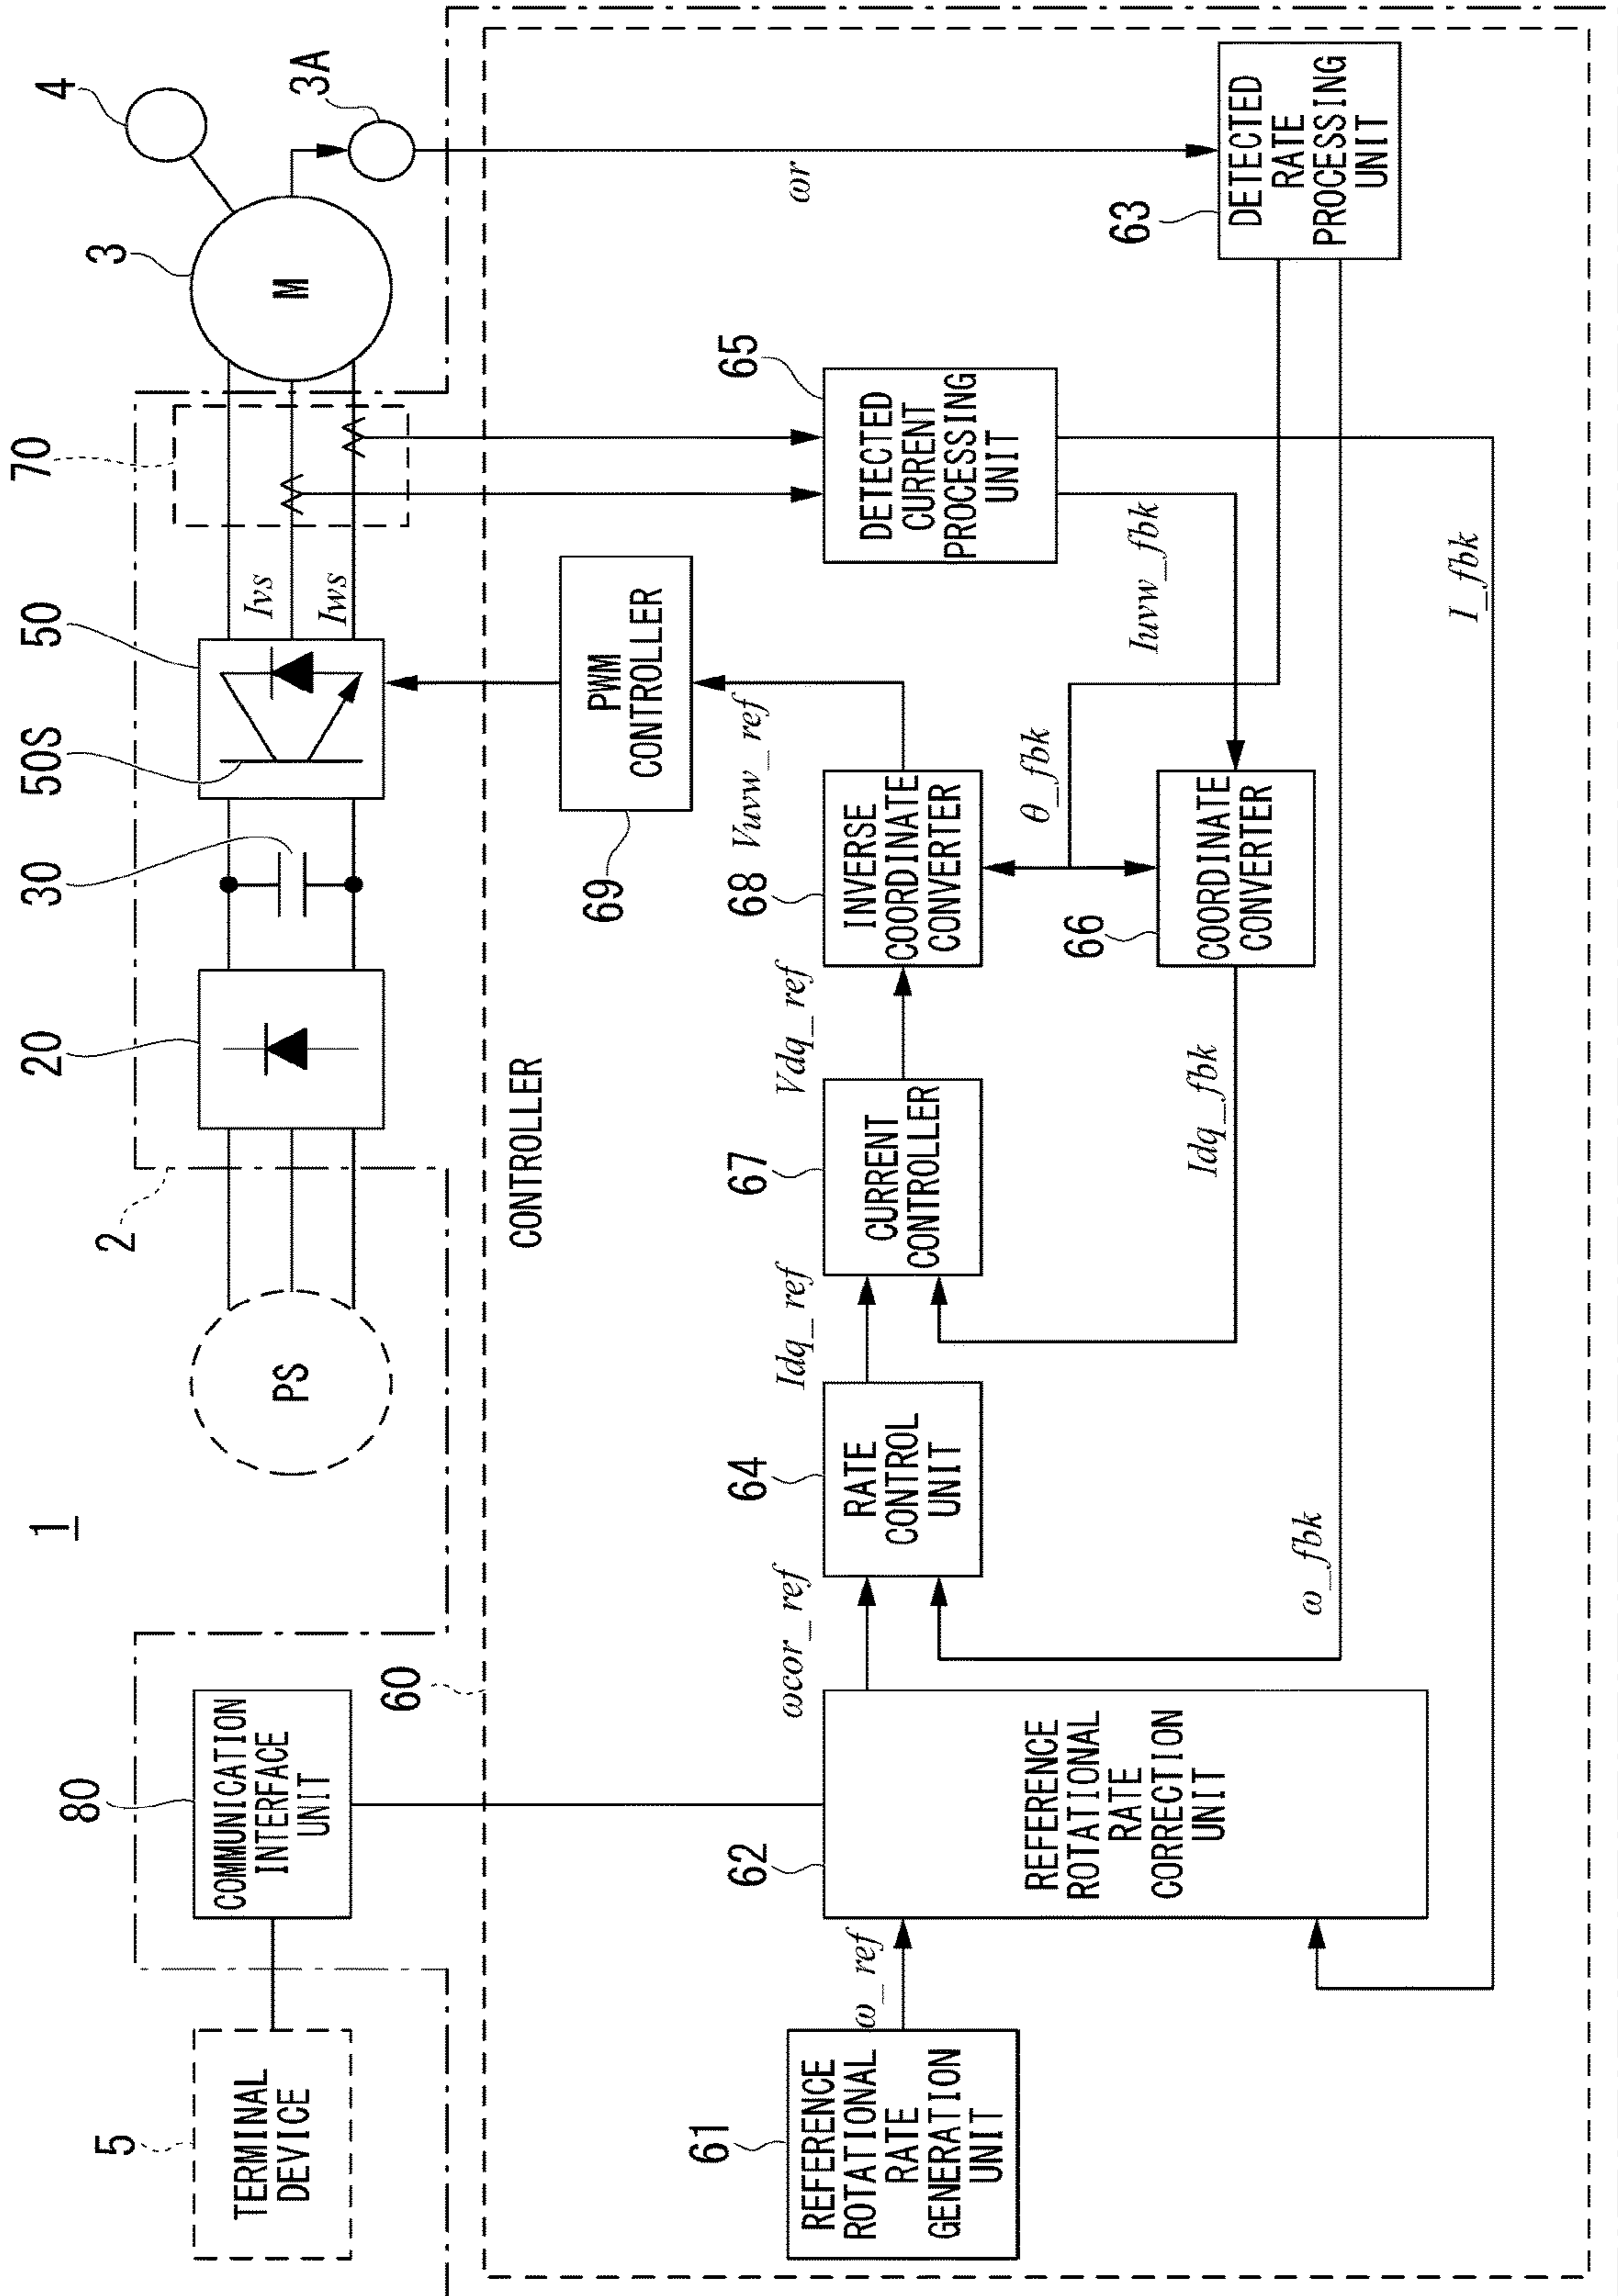 1
5
TERMINAL
DEVICE
80
COMMUNICATION
INTERFACE
UNIT
2
PS
20
30
50S
50
Ivs
Iws
70
3
M
4
3A
60
CONTROLLER
61
REFERENCE
ROTATIONAL
RATE
GENERATION
UNIT
ω_ref
62
REFERENCE
ROTATIONAL
RATE
CORRECTION
UNIT
ωcor_ref
64
RATE
CONTROL
UNIT
Idq_ref
67
CURRENT
CONTROLLER
Vdq_ref
68
INVERSE
COORDINATE
CONVERTER
Vuvw_ref
69
PWM
CONTROLLER
65
DETECTED
CURRENT
PROCESSING
UNIT
ωr
63
DETECTED
RATE
PROCESSING
UNIT
θ_fbk
66
COORDINATE
CONVERTER
Iuvw_fbk
Idq_fbk
ω_fbk
I_fbk